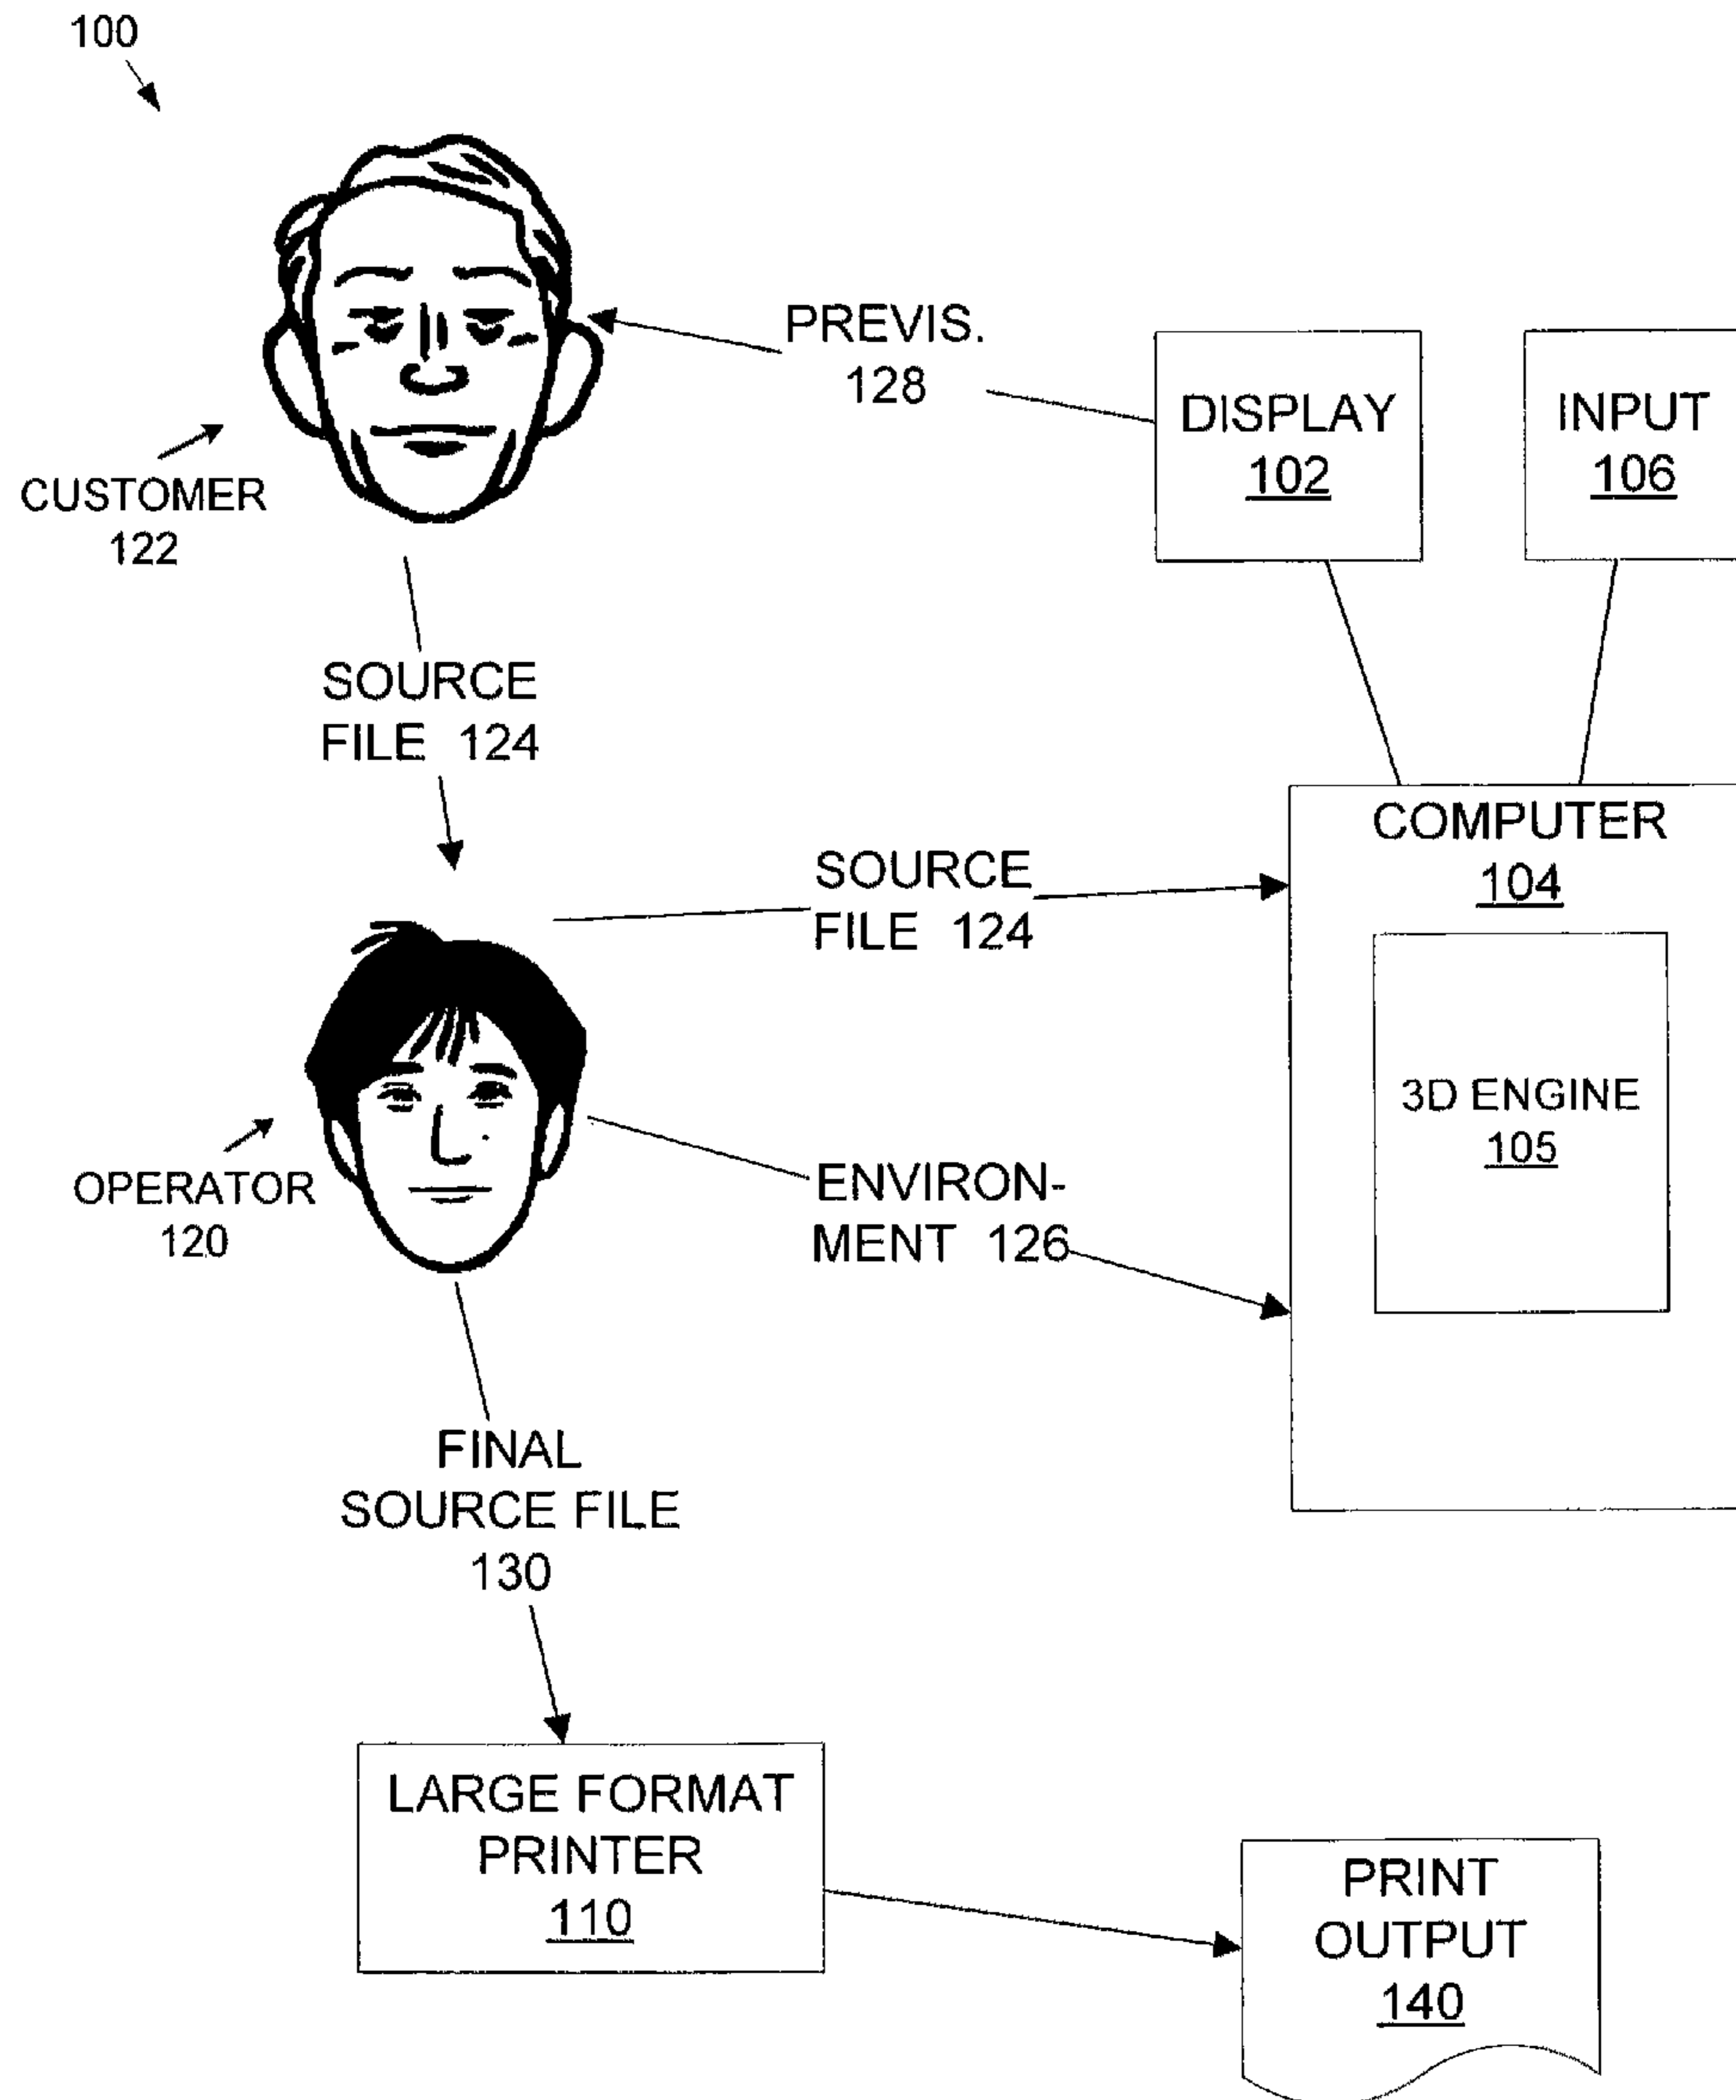 100
PREVIS.
128
DISPLAY
102
INPUT
106
CUSTOMER
122
SOURCE
FILE 124
COMPUTER
104
SOURCE
FILE 124
3D ENGINE
105
OPERATOR
120
ENVIRON-
MENT 126
FINAL
SOURCE FILE
130
LARGE FORMAT
PRINTER
110
PRINT
OUTPUT
140